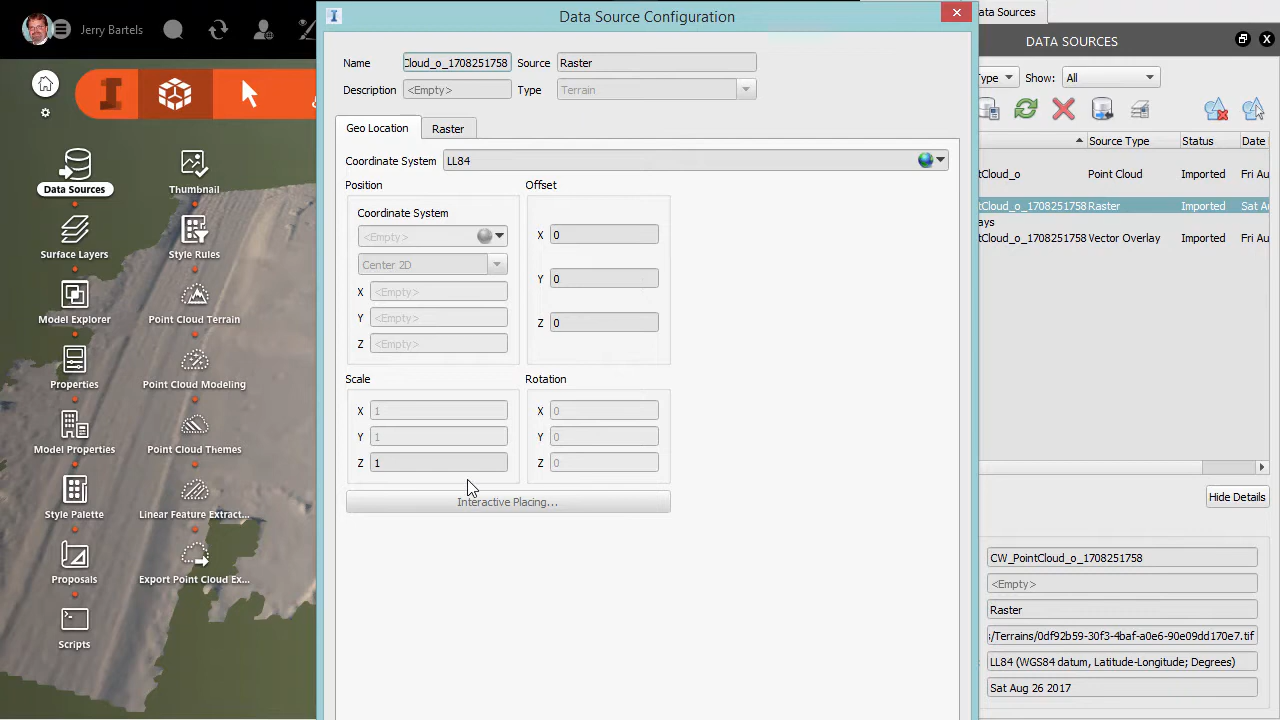 Data Source Configuration
ata Sources
Jerry Bartels
DATA SOURCES
Name
Cloud_o_1708251758
Source
Raster
Description
<Empty>
Type
Terrain
ype
Show:
All
Geo Location
Raster
Coordinate System
LL84
Position
Offset
Coordinate System
<Empty>
Center 2D
X
<Empty>
Y
<Empty>
Z
<Empty>
X
0
Y
0
Z
0
Scale
Rotation
X
1
Y
1
Z
1
X
0
Y
0
Z
0
Interactive Placing...
Data Sources
Thumbnail
Surface Layers
Style Rules
Model Explorer
Point Cloud Terrain
Properties
Point Cloud Modeling
Model Properties
Point Cloud Themes
Style Palette
Linear Feature Extract...
Proposals
Export Point Cloud Ex...
Scripts
Source Type
Status
Date
tCloud_o
Point Cloud
Imported
Fri Au
tCloud_o_1708251758
Raster
Imported
Sat Au
ays
tCloud_o_1708251758
Vector Overlay
Imported
Fri Au
Hide Details
CW_PointCloud_o_1708251758
<Empty>
Raster
:/Terrains/0df92b59-30f3-4baf-a0e6-90e09dd170e7.tif
LL84 (WGS84 datum, Latitude-Longitude; Degrees)
Sat Aug 26 2017